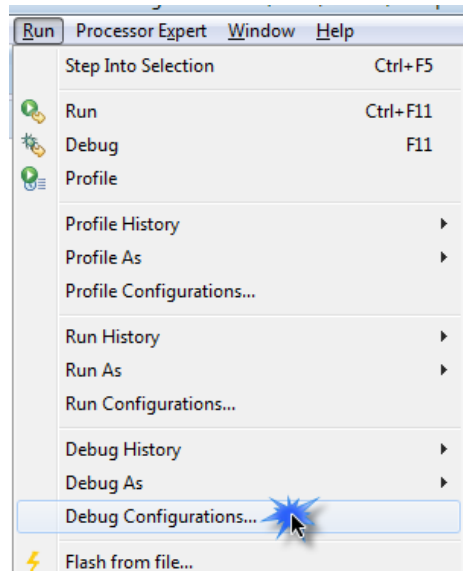 Run Processor Expert Window Help
Step Into Selection Ctrl+F5
Run Ctrl+F11
Debug F11
Profile
Profile History
Profile As
Profile Configurations...
Run History
Run As
Run Configurations...
Debug History
Debug As
Debug Configurations...
Flash from file...